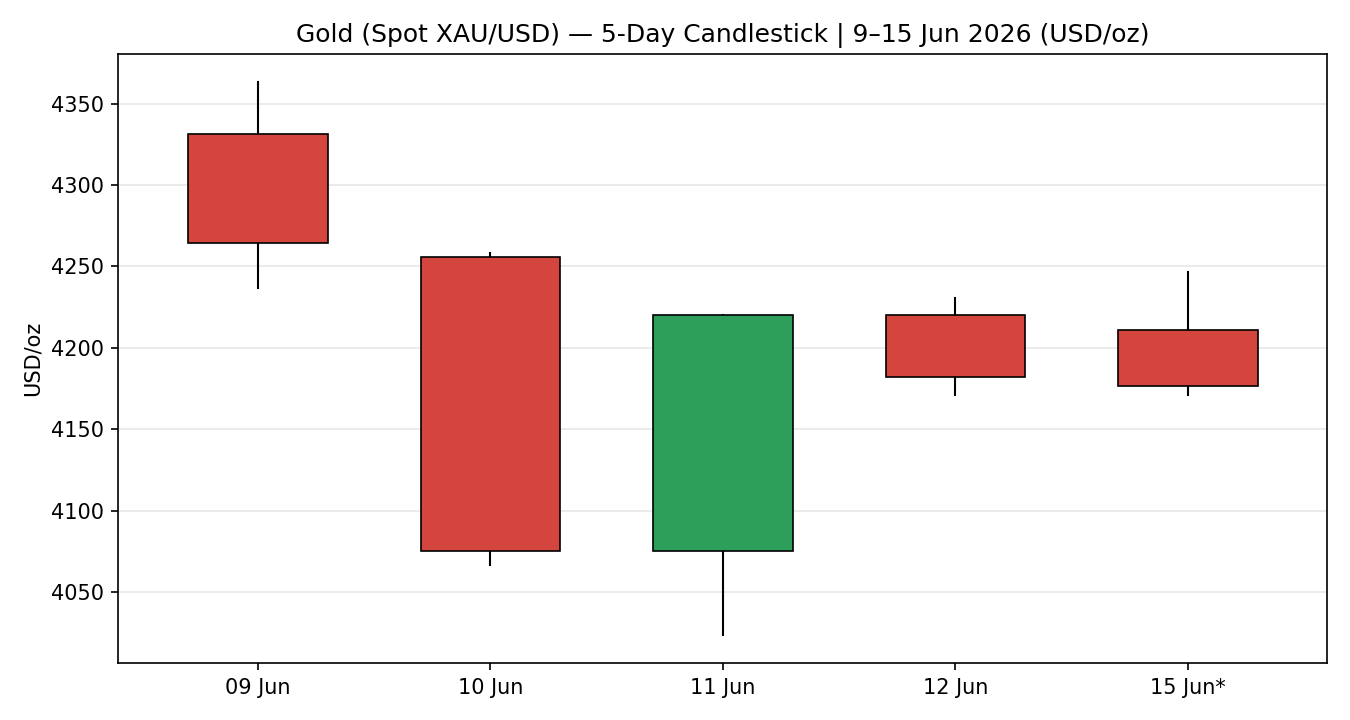 Gold (Spot XAU/USD) — 5-Day Candlestick | 9–15 Jun 2026 (USD/oz)
USD/oz
4350
4300
4250
4200
4150
4100
4050
09 Jun
10 Jun
11 Jun
12 Jun
15 Jun*